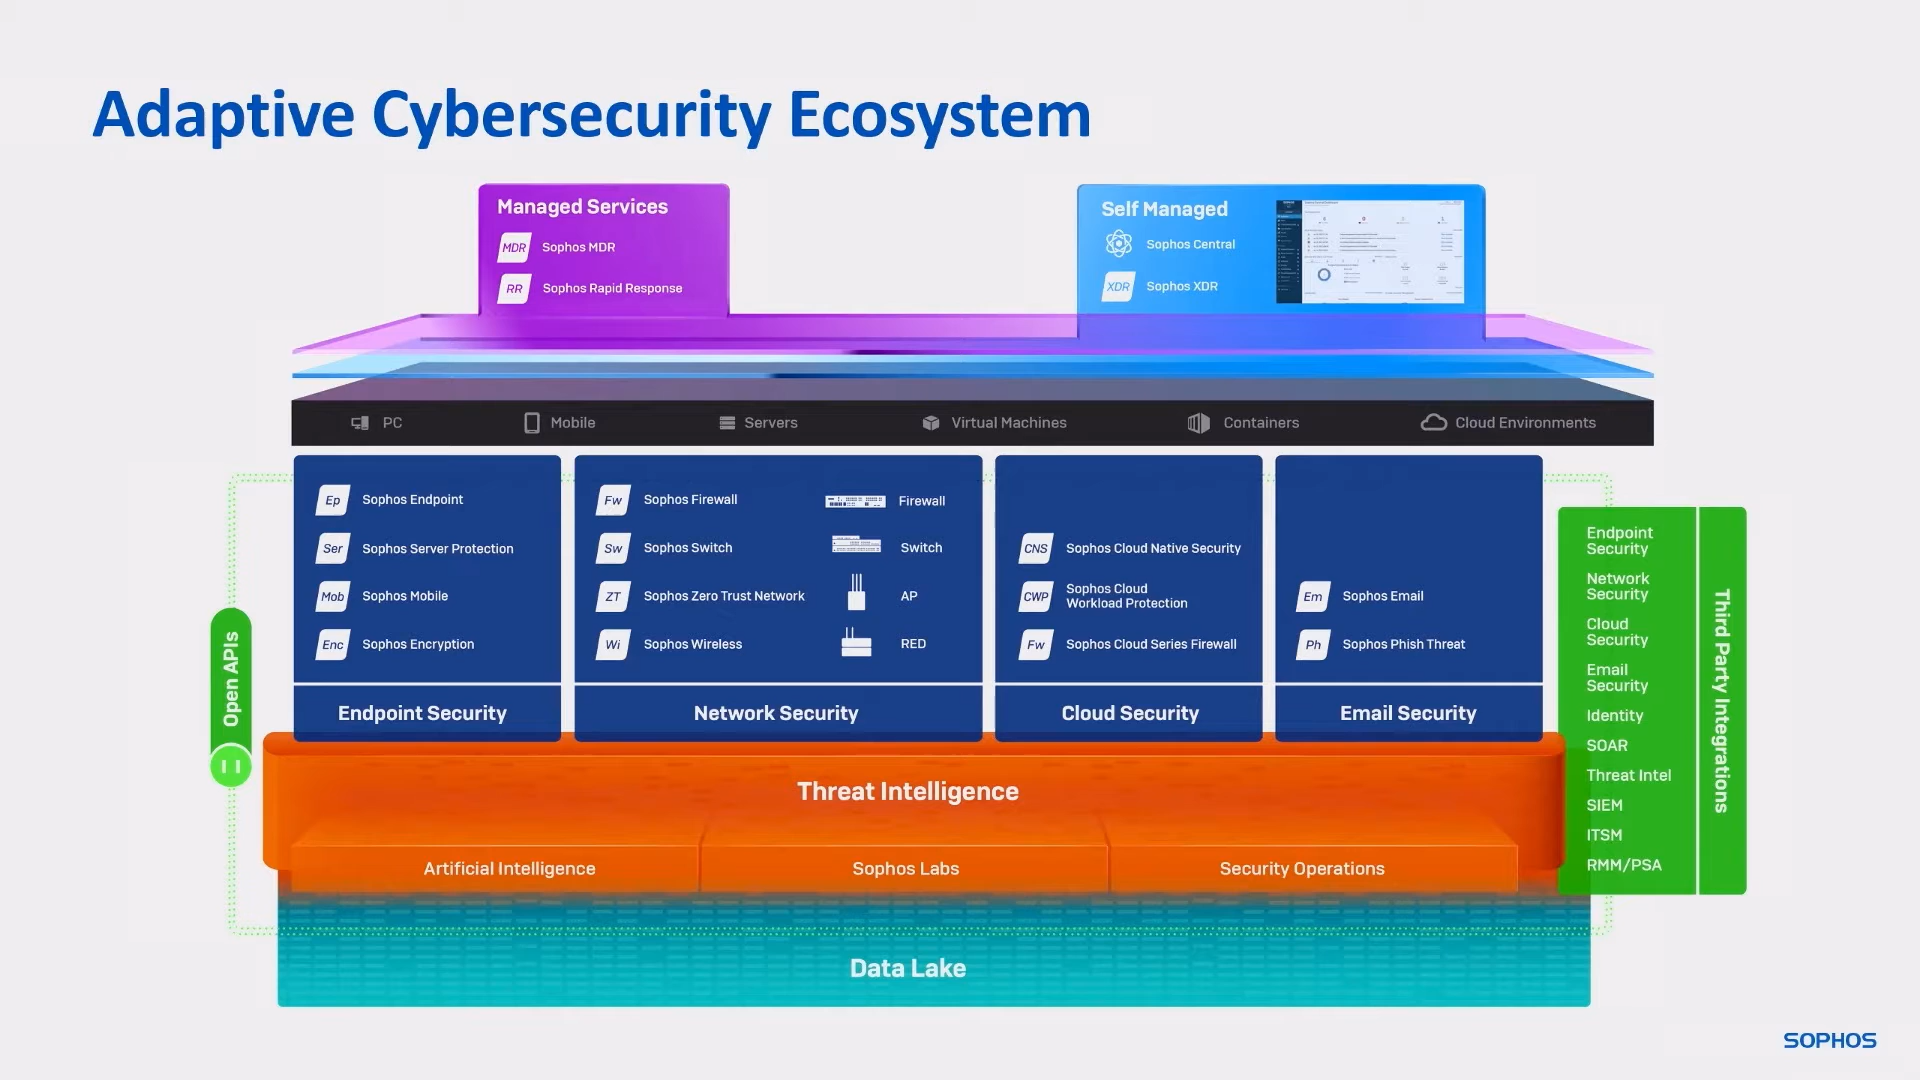 Adaptive Cybersecurity Ecosystem
Managed Services
MDR Sophos MDR
RR Sophos Rapid Response
Self Managed
Sophos Central
XDR Sophos XDR
PC
Mobile
Servers
Virtual Machines
Containers
Cloud Environments
Ep Sophos Endpoint
Ser Sophos Server Protection
Mob Sophos Mobile
Enc Sophos Encryption
Endpoint Security
Fw Sophos Firewall
Sw Sophos Switch
ZT Sophos Zero Trust Network
Wi Sophos Wireless
Firewall
Switch
AP
RED
Network Security
CNS Sophos Cloud Native Security
CWP Sophos Cloud
Workload Protection
Fw Sophos Cloud Series Firewall
Cloud Security
Em Sophos Email
Ph Sophos Phish Threat
Email Security
Open APIs
Endpoint
Security
Network
Security
Cloud
Security
Email
Security
Identity
SOAR
Threat Intel
SIEM
ITSM
RMM/PSA
Third Party Integrations
Threat Intelligence
Artificial Intelligence
Sophos Labs
Security Operations
Data Lake
SOPHOS